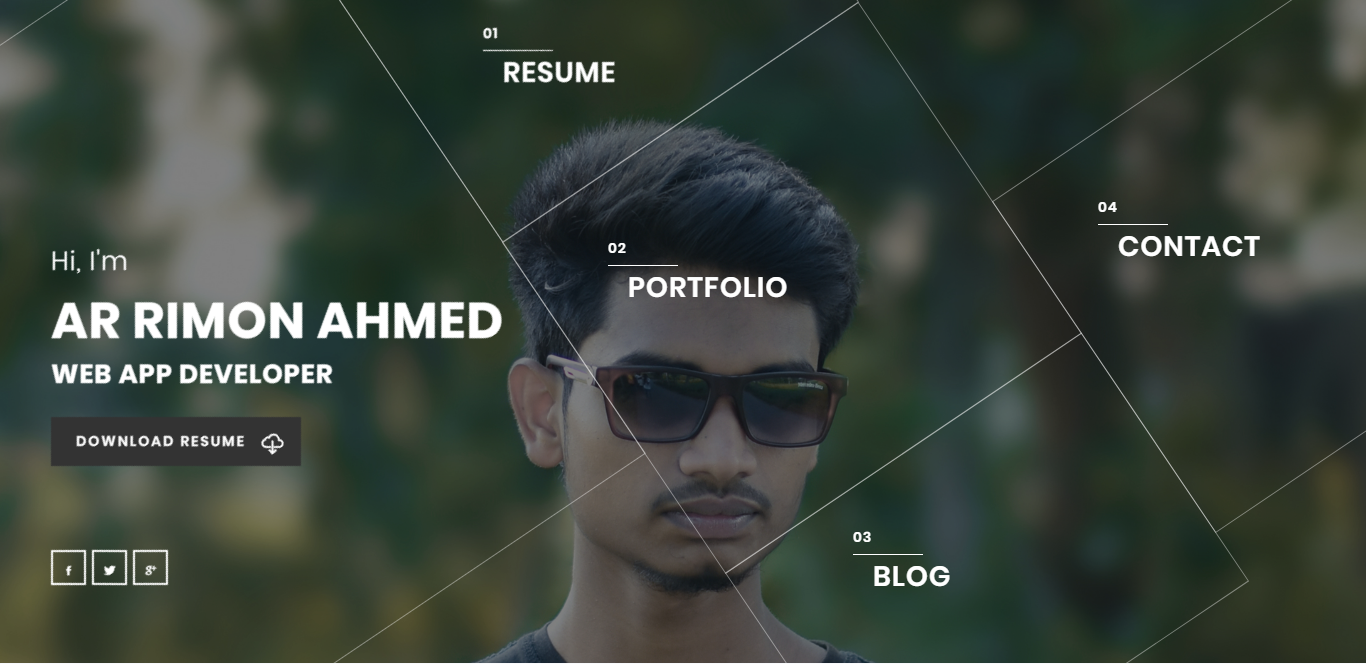 01
RESUME
02
PORTFOLIO
04
CONTACT
Hi, I'm
AR RIMON AHMED
WEB APP DEVELOPER
DOWNLOAD RESUME
f
g+
03
BLOG